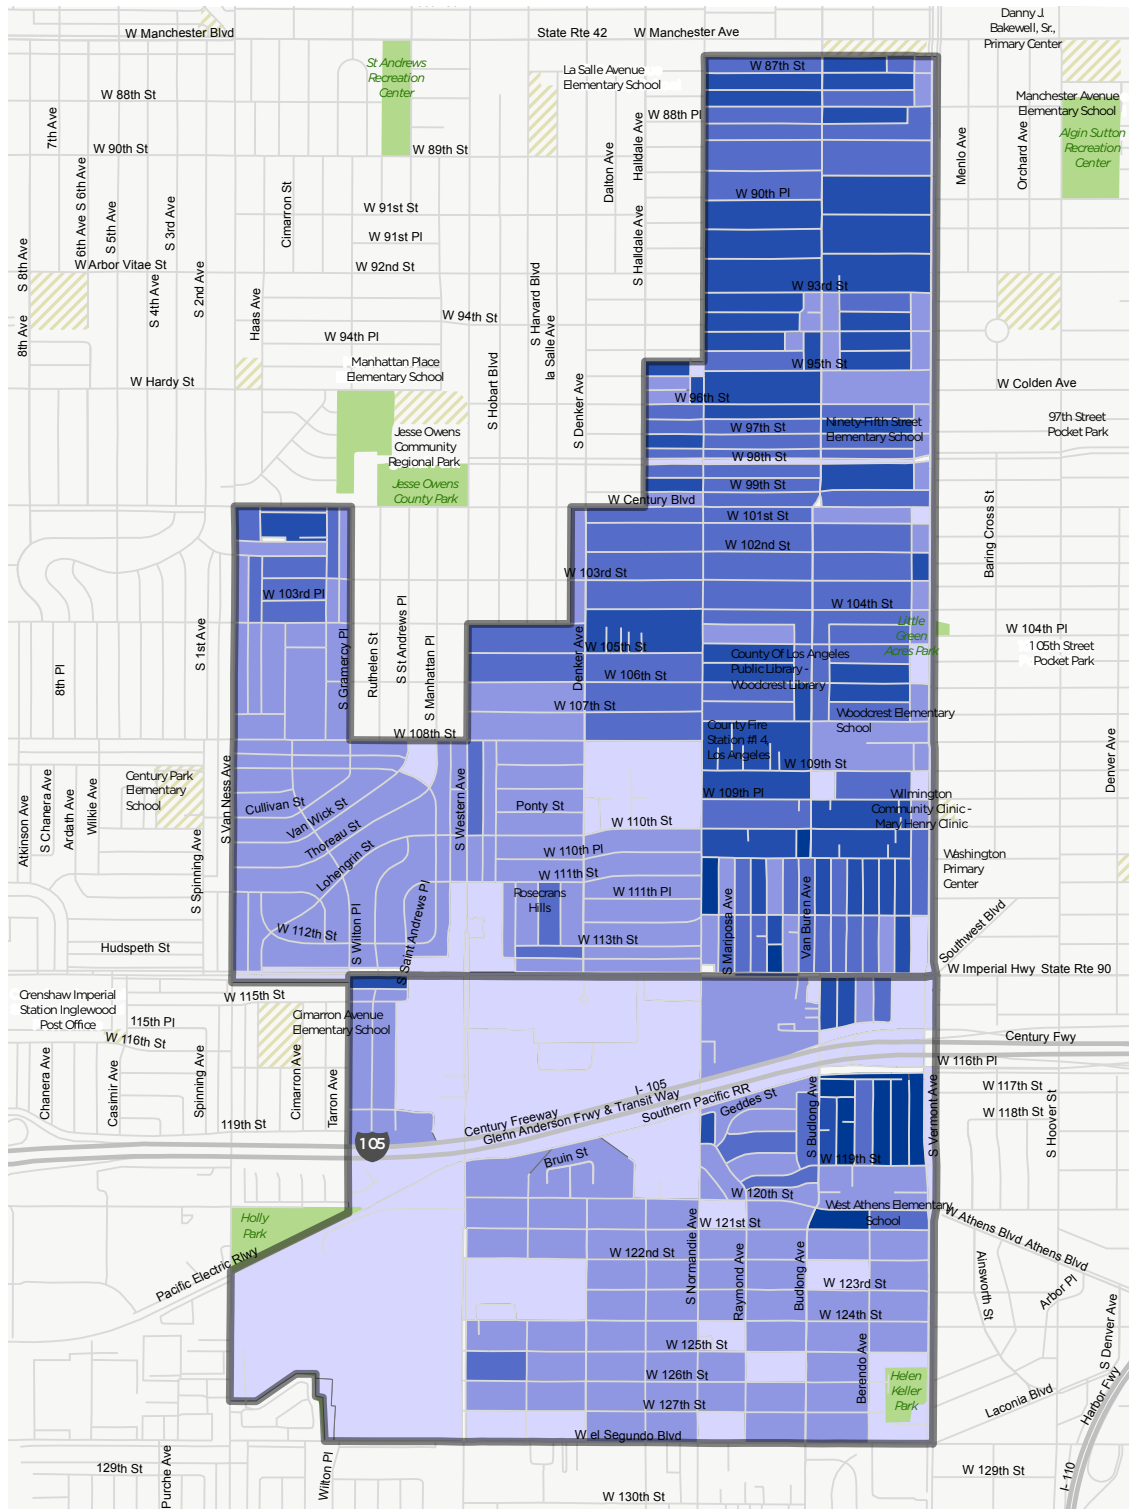 Danny J.
Bakewell, Sr.,
Primary Center
W Manchester Blvd
State Rte 42
W Manchester Ave
St Andrews
Recreation
Center
La Salle Avenue
Elementary School
W 87th St
W 88th St
Manchester Avenue
Elementary School
7th Ave
W 88th Pl
Halldale Ave
Algin Sutton
Recreation
Center
W 90th St
W 89th St
Menlo Ave
Orchard Ave
Dalton Ave
S 6th Ave
6th Ave
S 5th Ave
S 3rd Ave
Cimarron St
W 90th Pl
W 91st St
S Halldale Ave
W 91st Pl
S 8th Ave
W Arbor Vitae St
W 92nd St
S 4th Ave
S 2nd Ave
W 93rd St
S Harvard Blvd
Haas Ave
8th Ave
W 94th St
la Salle Ave
W 94th Pl
W 95th St
Manhattan Place
Elementary School
S Hobart Blvd
W Hardy St
W Colden Ave
S Denker Ave
W 96th St
97th Street
Pocket Park
W 97th St
Ninety-Fifth Street
Elementary School
Jesse Owens
Community
Regional Park
W 98th St
Jesse Owens
County Park
W 99th St
W Century Blvd
W 101st St
Baring Cross St
W 102nd St
W 103rd St
W 103rd Pl
W 104th St
S 1st Ave
S Gramercy Pl
Ruthelen St
S St Andrews Pl
S Manhattan Pl
Denker Ave
Little
Green
Acres Park
W 104th Pl
W 105th St
105th Street
Pocket Park
8th Pl
County Of Los Angeles
Public Library -
Woodcrest Library
W 106th St
W 107th St
Woodcrest Elementary
School
W 108th St
County Fire
Station #14,
Los Angeles
Denver Ave
W 109th St
Century Park
Elementary
School
S Van Ness Ave
S Western Ave
W 109th Pl
Wilmington
Community Clinic -
Mary Henry Clinic
Atkinson Ave
S Chanera Ave
Ardath Ave
Wilkie Ave
Cullivan St
Van Wick St
Ponty St
W 110th St
Thoreau St
W 110th Pl
Lohengrin St
W 111th St
Washington
Primary
Center
S Spinning Ave
Rosecrans
Hills
W 111th Pl
S Mariposa Ave
Van Buren Ave
Southwest Blvd
W 112th St
S Wilton Pl
S Saint Andrews Pl
W 113th St
Hudspeth St
W Imperial Hwy
State Rte 90
Crenshaw Imperial
Station Inglewood
Post Office
W 115th St
Cimarron Avenue
Elementary School
115th Pl
W 116th St
Century Fwy
W 116th Pl
Chanera Ave
Casimir Ave
Spinning Ave
Cimarron Ave
Tarron Ave
I- 105
W 117th St
Century Freeway
Glenn Anderson Frwy & Transit Way
Southern Pacific RR
Geddes St
S Budlong Ave
S Vermont Ave
W 118th St
S Hoover St
119th St
105
Bruin St
W 119th St
W 120th St
West Athens Elementary
School
Holly
Park
W 121st St
W Athens Blvd
Athens Blvd
S Normandie Ave
Raymond Ave
Budlong Ave
Pacific Electric Rlwy
W 122nd St
Ainsworth St
Arbor Pl
W 123rd St
W 124th St
W 125th St
Berendo Ave
S Denver Ave
W 126th St
Helen
Keller
Park
Laconia Blvd
Harbor Fwy
W 127th St
W el Segundo Blvd
129th St
Purche Ave
Wilton Pl
W 129th St
I- 110
W 130th St